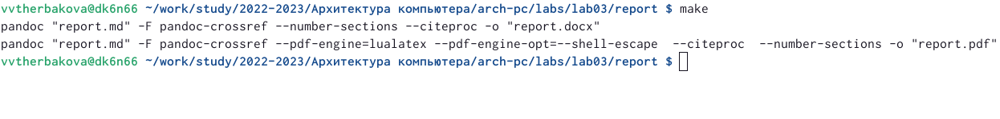 vvtherbakova@dk6n66 ~/work/study/2022-2023/Архитектура компьютера/arch-pc/labs/lab03/report $ make
pandoc "report.md" -F pandoc-crossref --number-sections --citeproc -o "report.docx"
pandoc "report.md" -F pandoc-crossref --pdf-engine=lualatex --pdf-engine-opt=--shell-escape  --citeproc  --number-sections -o "report.pdf"
vvtherbakova@dk6n66 ~/work/study/2022-2023/Архитектура компьютера/arch-pc/labs/lab03/report $